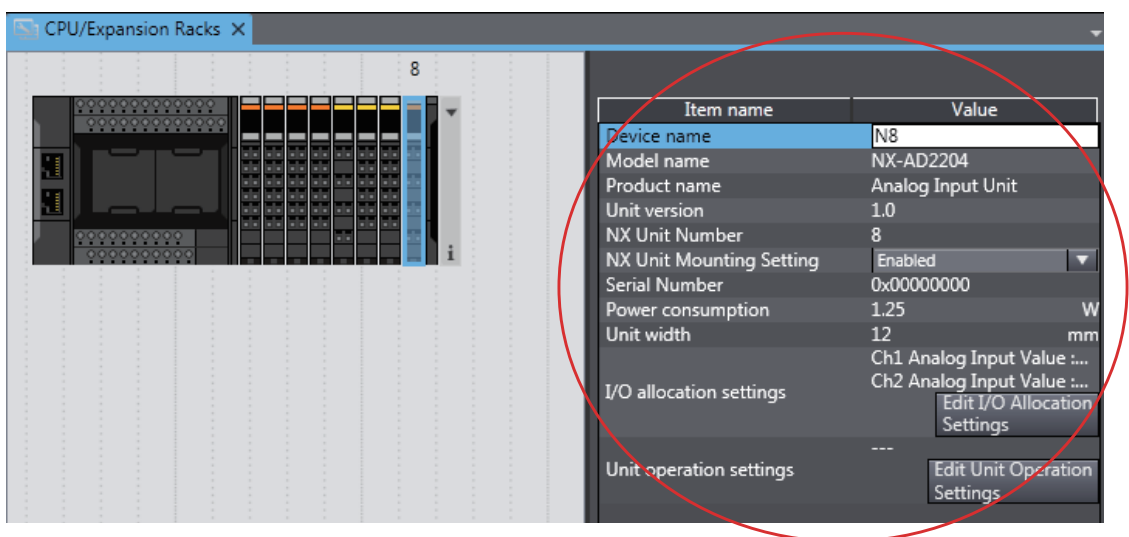 CPU/Expansion Racks
8
Item name Value
Device name N8
Model name NX-AD2204
Product name Analog Input Unit
Unit version 1.0
NX Unit Number 8
NX Unit Mounting Setting Enabled
Serial Number 0x00000000
Power consumption 1.25 W
Unit width 12 mm
Ch1 Analog Input Value :...
Ch2 Analog Input Value :...
I/O allocation settings
Edit I/O Allocation
Settings
---
Unit operation settings Edit Unit Operation
Settings
i